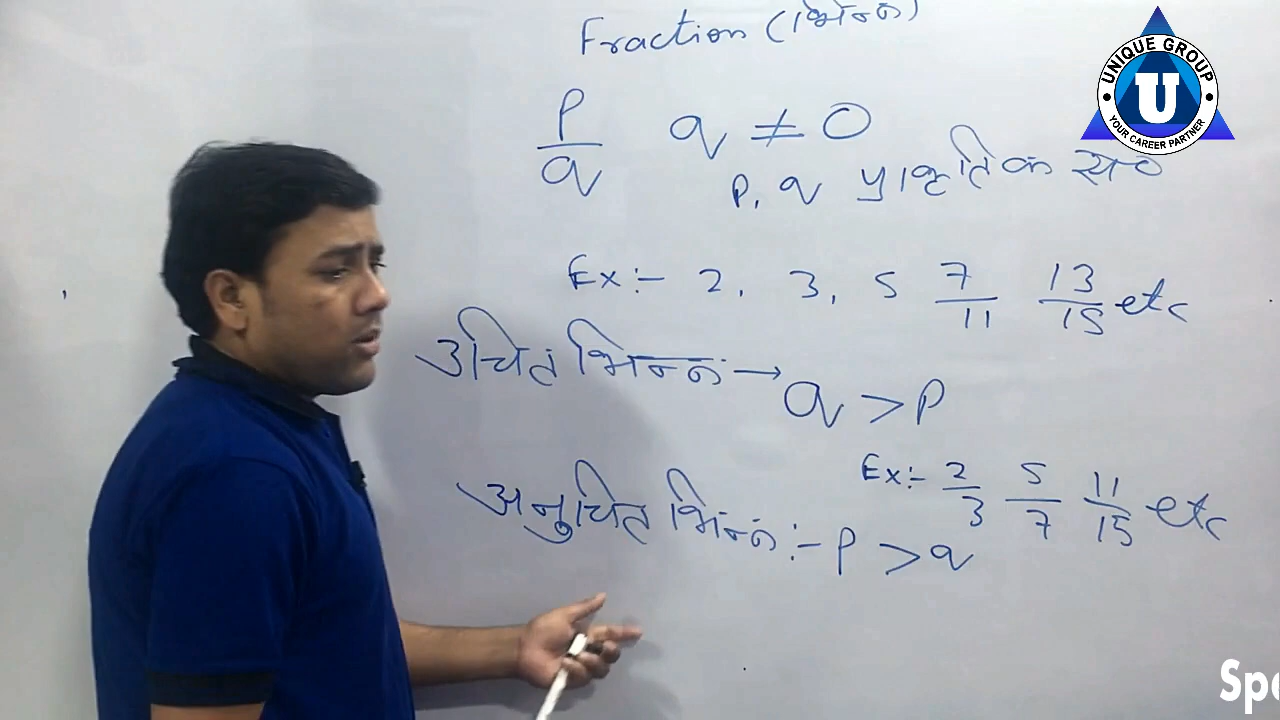 Fraction (भिन्न)
p/q q ≠ 0
p, q प्राकृतिक सं०
Ex:- 2, 3, 5 7/11 13/15 etc
उचित भिन्न → q > p
Ex:- 2/3 5/7 11/15 etc
अनुचित भिन्न :- p > q
UNIQUE GROUP
U
YOUR CAREER PARTNER
Spe